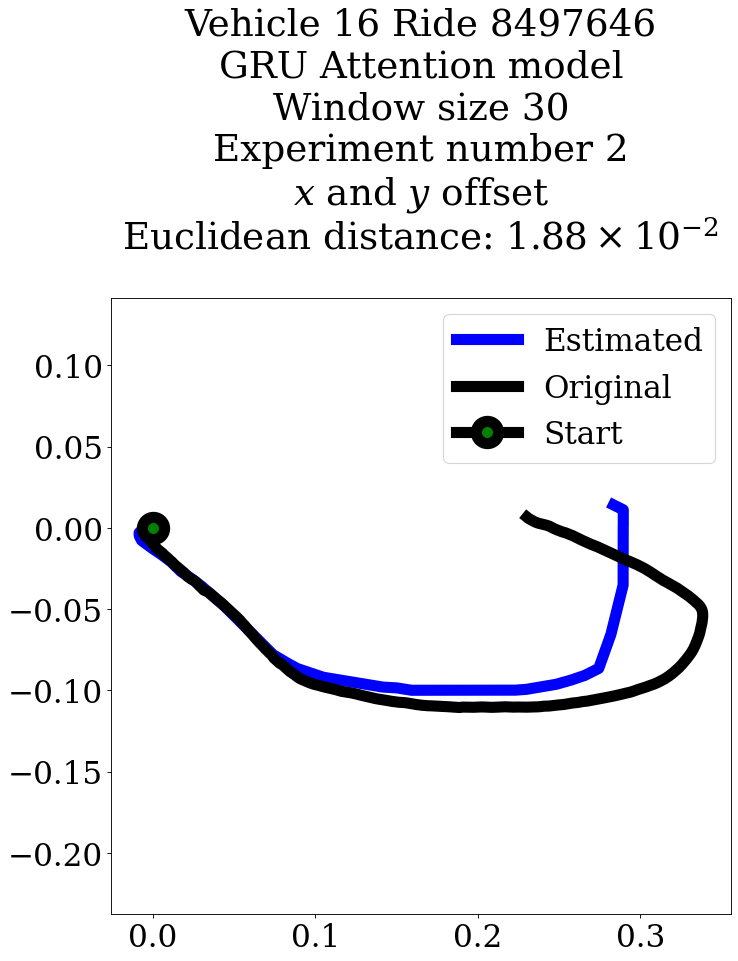 Vehicle 16 Ride 8497646
GRU Attention model
Window size 30
Experiment number 2
x and y offset
Euclidean distance: 1.88 × 10⁻²
Estimated
Original
Start
0.10
0.05
0.00
−0.05
−0.10
−0.15
−0.20
0.0 0.1 0.2 0.3